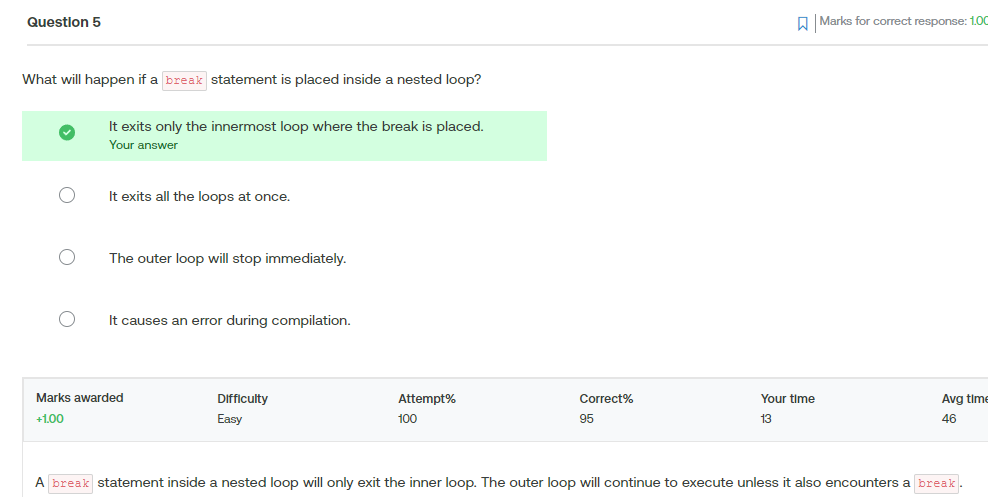 Question 5
Marks for correct response: 1.00
What will happen if a break statement is placed inside a nested loop?
It exits only the innermost loop where the break is placed.
Your answer
It exits all the loops at once.
The outer loop will stop immediately.
It causes an error during compilation.
Marks awarded Difficulty Attempt% Correct% Your time Avg time
+1.00 Easy 100 95 13 46
A break statement inside a nested loop will only exit the inner loop. The outer loop will continue to execute unless it also encounters a break.